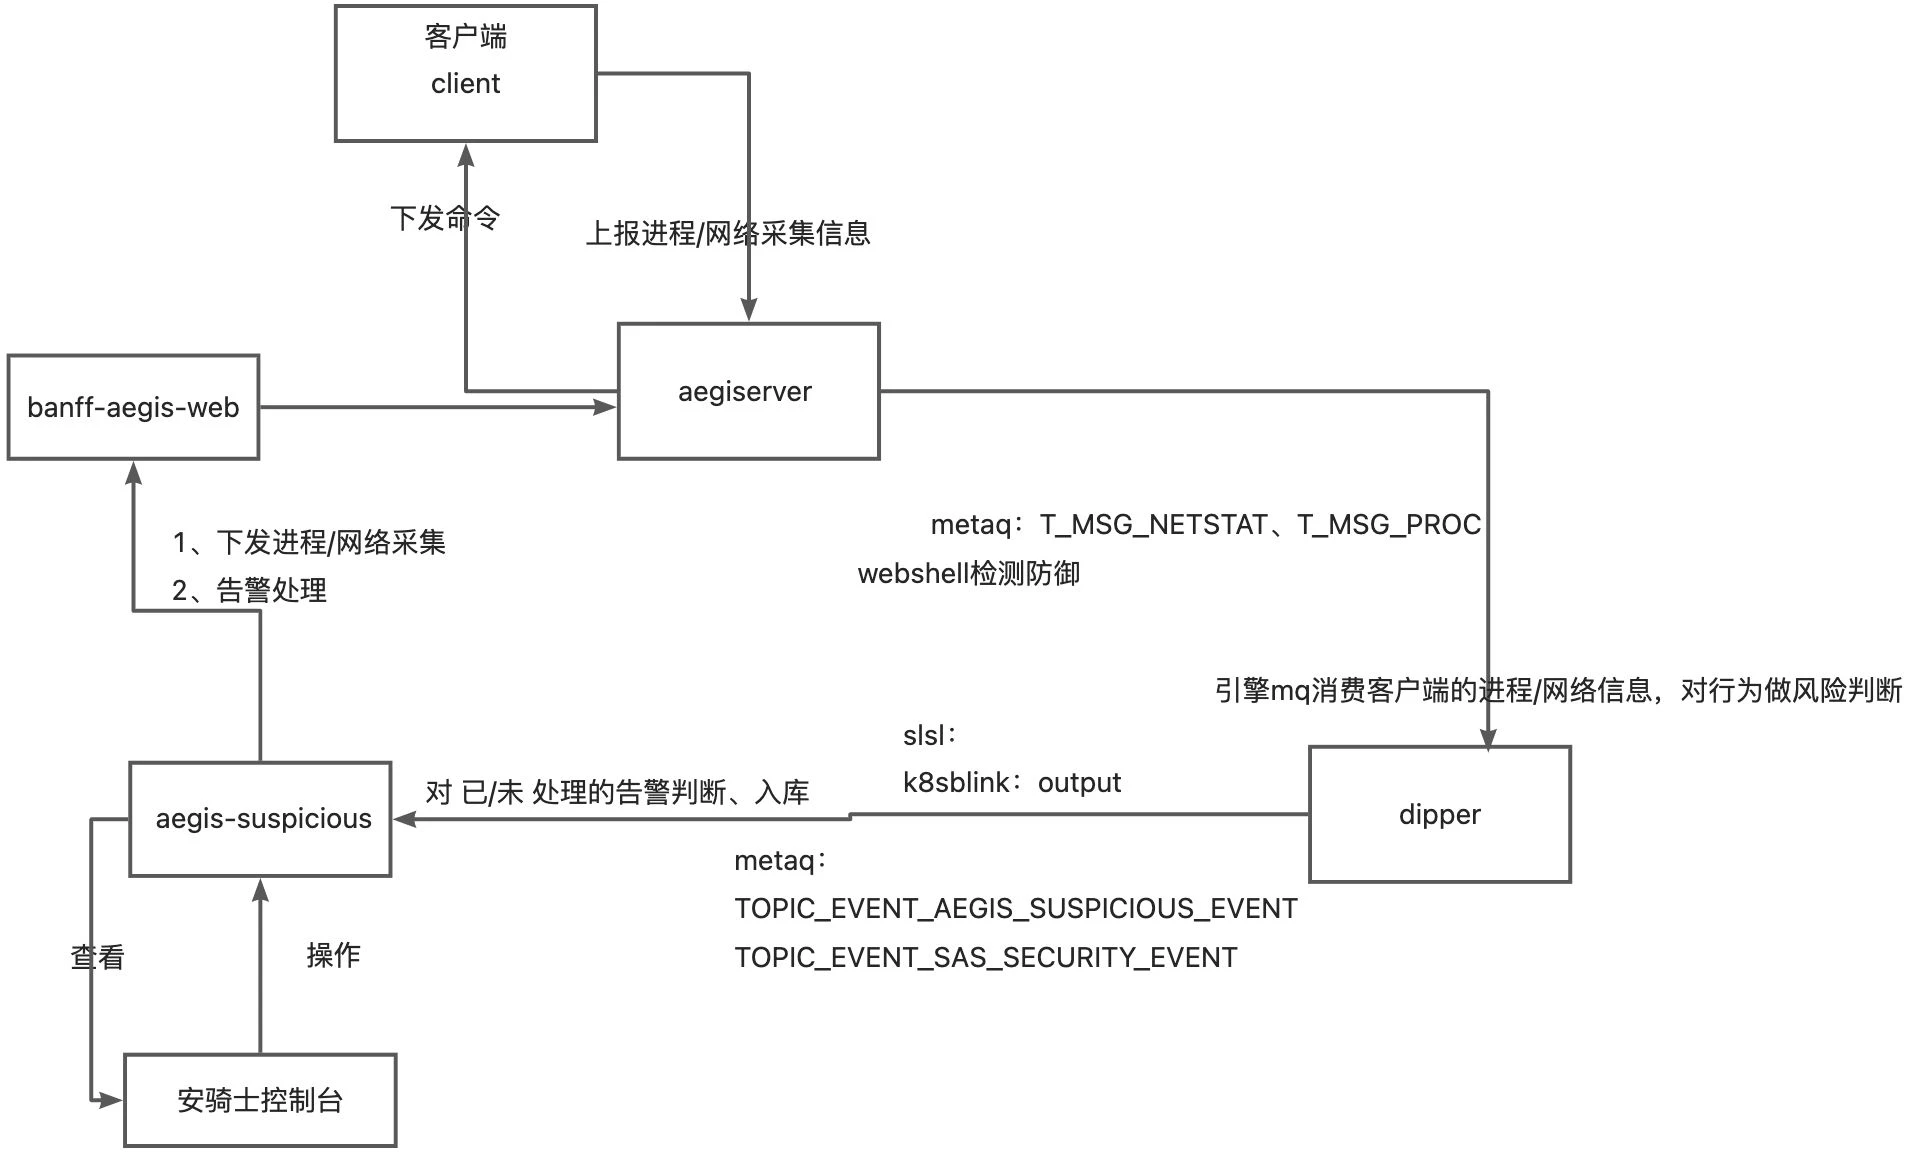 客户端
client
下发命令
上报进程/网络采集信息
banff-aegis-web
aegiserver
metaq：T_MSG_NETSTAT、T_MSG_PROC
webshell检测防御
1、下发进程/网络采集
2、告警处理
引擎mq消费客户端的进程/网络信息，对行为做风险判断
slsl：
k8sblink：output
对 已/未 处理的告警判断、入库
aegis-suspicious
dipper
metaq：
TOPIC_EVENT_AEGIS_SUSPICIOUS_EVENT
TOPIC_EVENT_SAS_SECURITY_EVENT
查看
操作
安骑士控制台